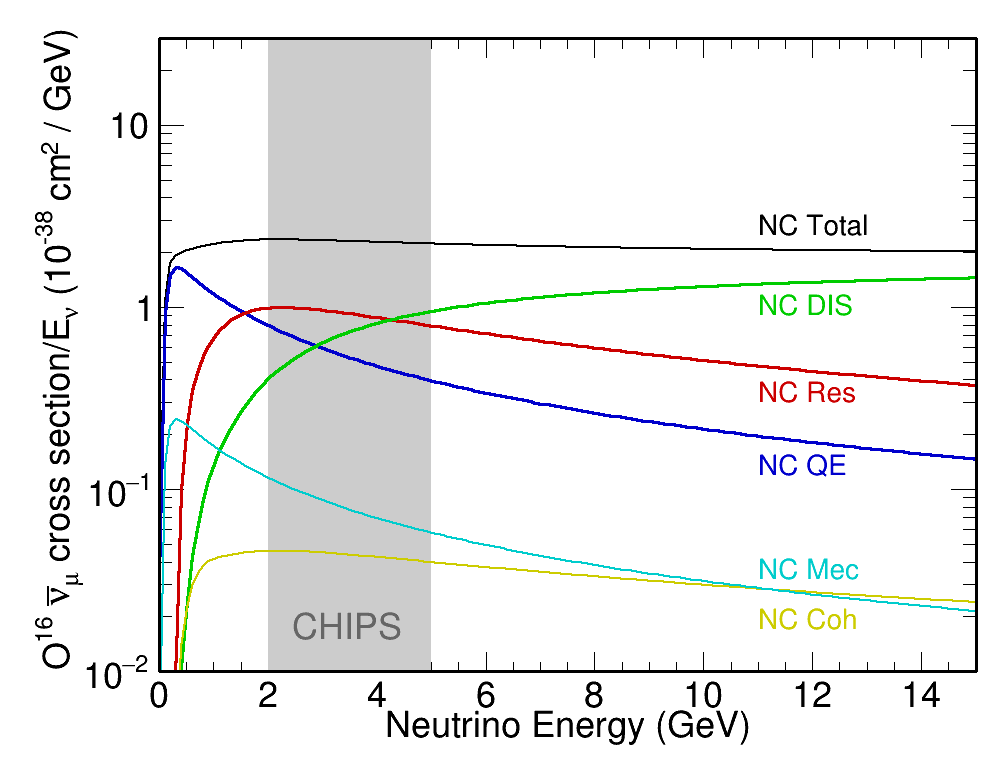 O¹⁶ ν̅μ cross section/Eν (10⁻³⁸ cm² / GeV)
10
NC Total
1
NC DIS
NC Res
NC QE
10⁻¹
NC Mec
CHIPS
NC Coh
10⁻²
0 2 4 6 8 10 12 14
Neutrino Energy (GeV)